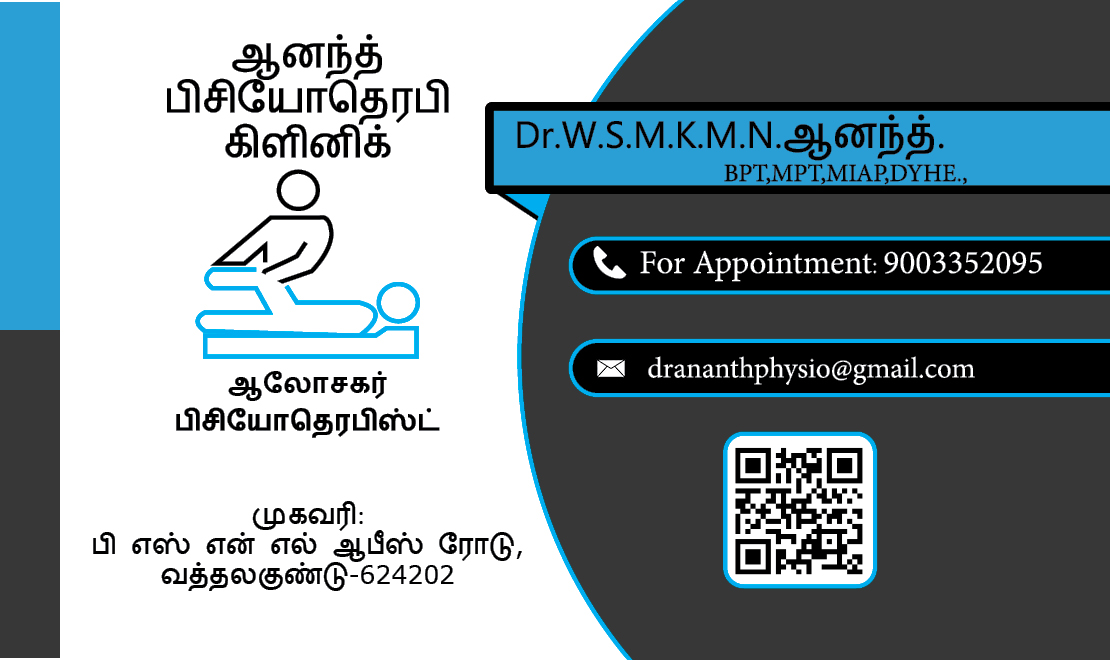 ஆனந்த்
பிசியோதெரபி
கிளினிக்
ஆலோசகர்
பிசியோதெரபிஸ்ட்
முகவரி:
பி எஸ் என் எல் ஆபீஸ் ரோடு,
வத்தலகுண்டு-624202
Dr.W.S.M.K.M.N.ஆனந்த்.
BPT,MPT,MIAP,DYHE.,
For Appointment: 9003352095
drananthphysio@gmail.com